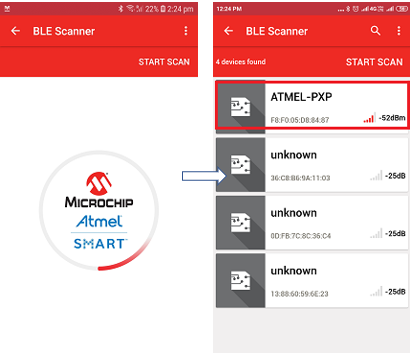 22% 2:24 pm
BLE Scanner
START SCAN
MICROCHIP
Atmel
SMART
12:24 PM
BLE Scanner
4 devices found
START SCAN
ATMEL-PXP
F8:F0:05:D8:84:87
-52dBm
unknown
36:C8:B6:9A:11:03
-25dB
unknown
0D:FB:7C:8C:36:C4
-25dB
unknown
13:88:60:59:6E:23
-25dB